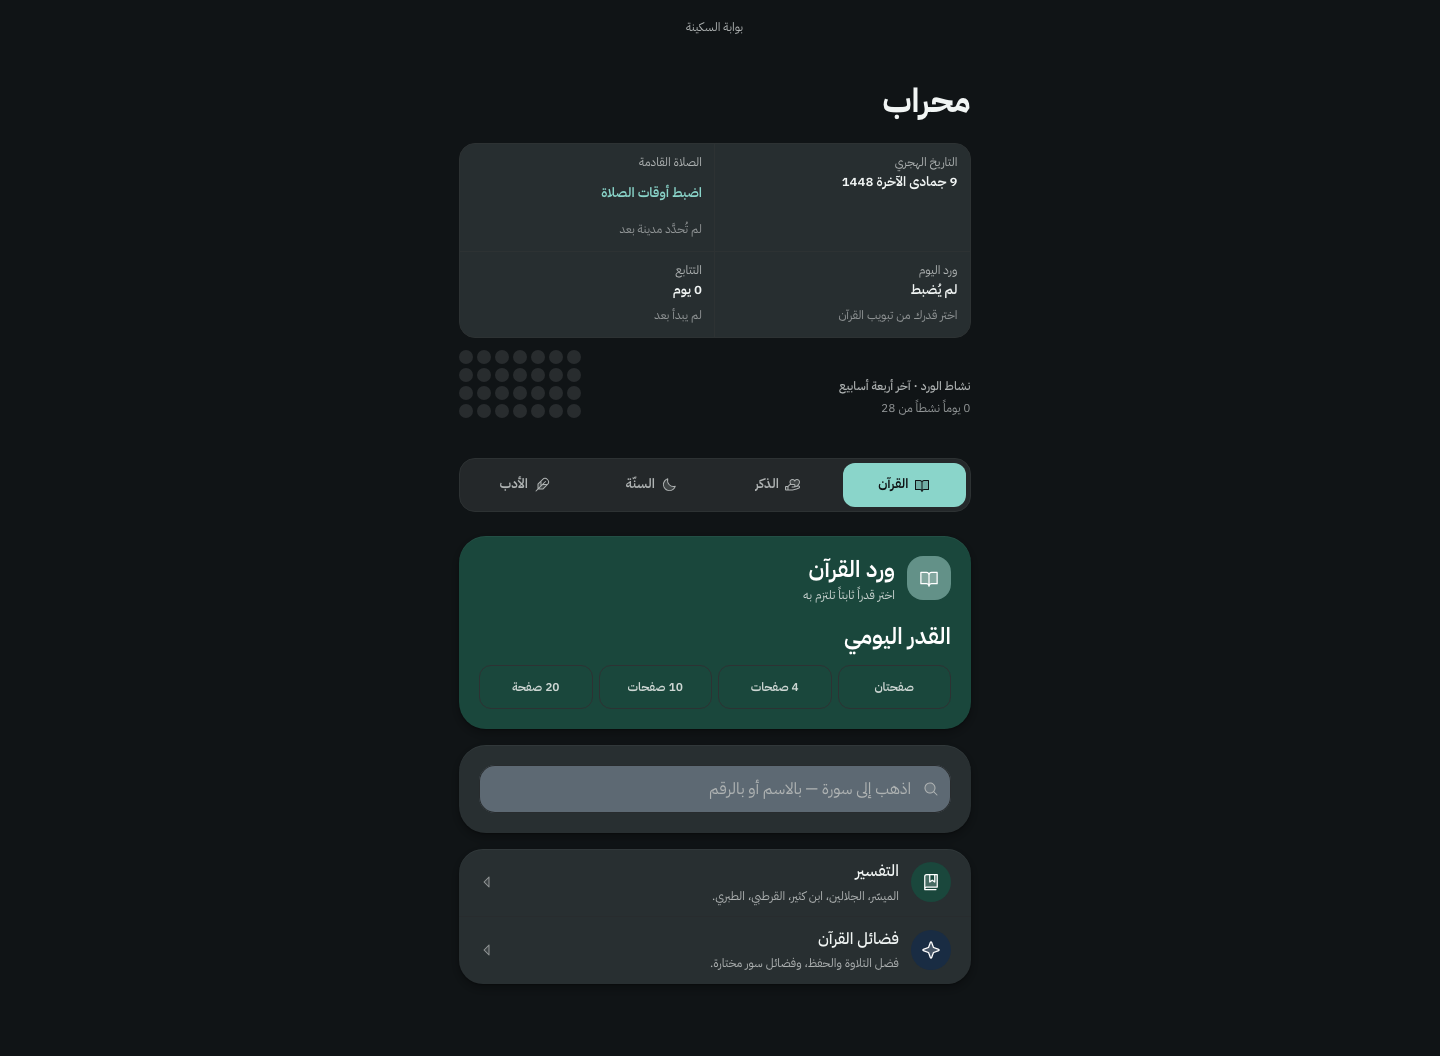 بوابة السكينة
محراب
التاريخ الهجري
9 جمادى الآخرة 1448
الصلاة القادمة
اضبط أوقات الصلاة
لم تُحدَّد مدينة بعد
ورد اليوم
لم يُضبط
اختر قدرك من تبويب القرآن
التتابع
0 يوم
لم يبدأ بعد
نشاط الورد · آخر أربعة أسابيع
0 يوماً نشطاً من 28
القرآن
الذكر
السنّة
الأدب
ورد القرآن
اختر قدراً ثابتاً تلتزم به
القدر اليومي
صفحتان
4 صفحات
10 صفحات
20 صفحة
اذهب إلى سورة — بالاسم أو بالرقم
التفسير
الميسّر، الجلالين، ابن كثير، القرطبي، الطبري.
فضائل القرآن
فضل التلاوة والحفظ، وفضائل سور مختارة.